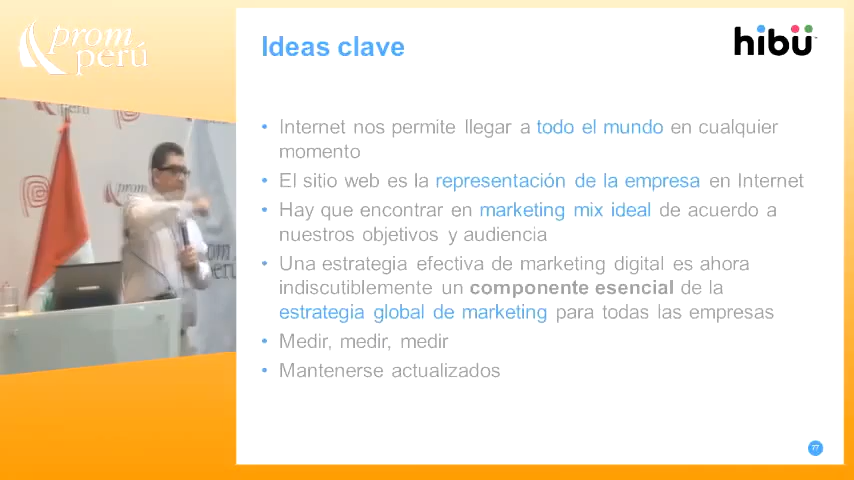 prom
perú
Ideas clave
hibü
• Internet nos permite llegar a todo el mundo en cualquier
momento
• El sitio web es la representación de la empresa en Internet
• Hay que encontrar en marketing mix ideal de acuerdo a
nuestros objetivos y audiencia
• Una estrategia efectiva de marketing digital es ahora
indiscutiblemente un componente esencial de la
estrategia global de marketing para todas las empresas
• Medir, medir, medir
• Mantenerse actualizados
77